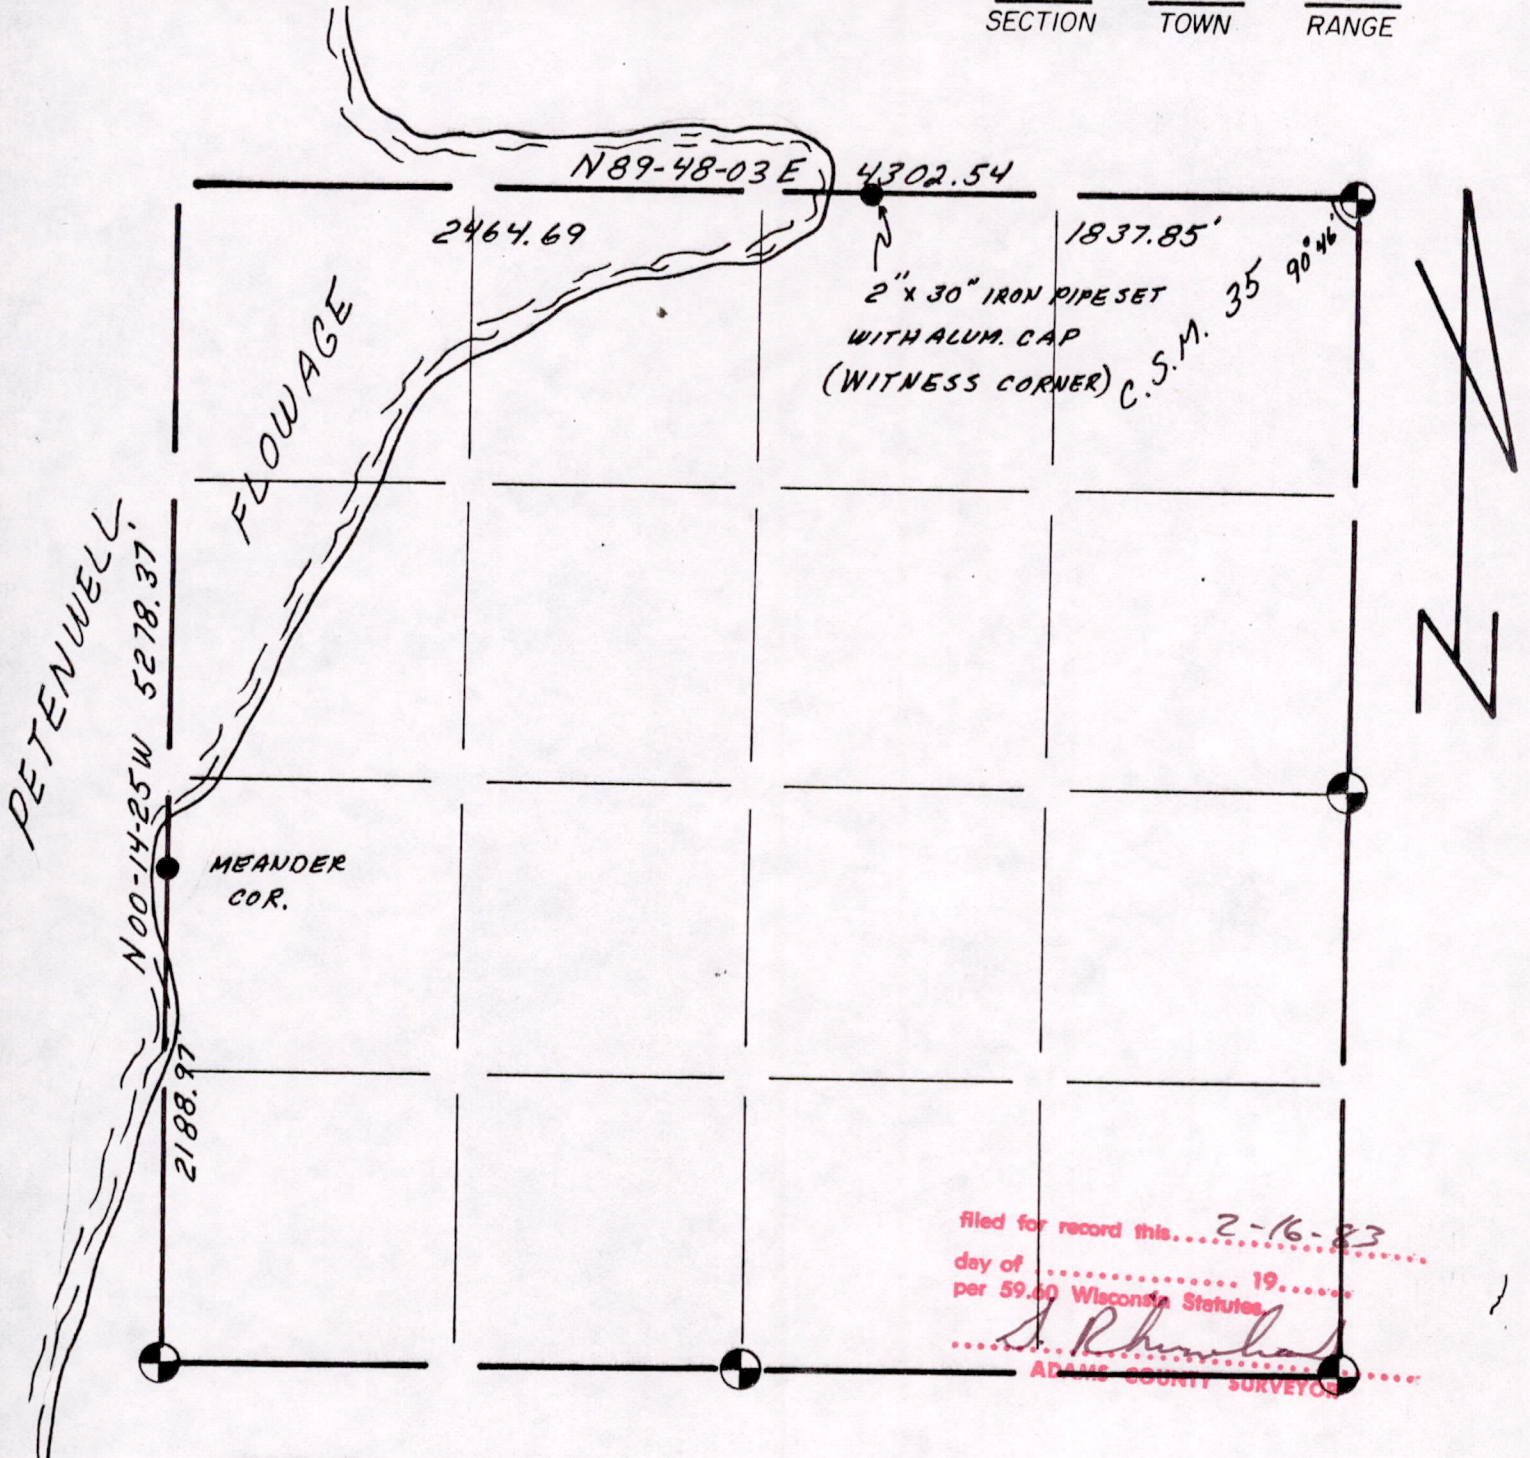 SECTION TOWN RANGE
N89-48-03 E 4302.54
2464.69
1837.85'
90°46'
2" x 30" IRON PIPE SET
WITH ALUM. CAP
(WITNESS CORNER)
C.S.M. 35
FLOWAGE
PETENWELL
N00-14-25W 5278.37'
MEANDER
COR.
2188.97'
N
filed for record this 2-16-83
day of 19
per 59.60 Wisconsin Statutes
ADAMS COUNTY SURVEYOR